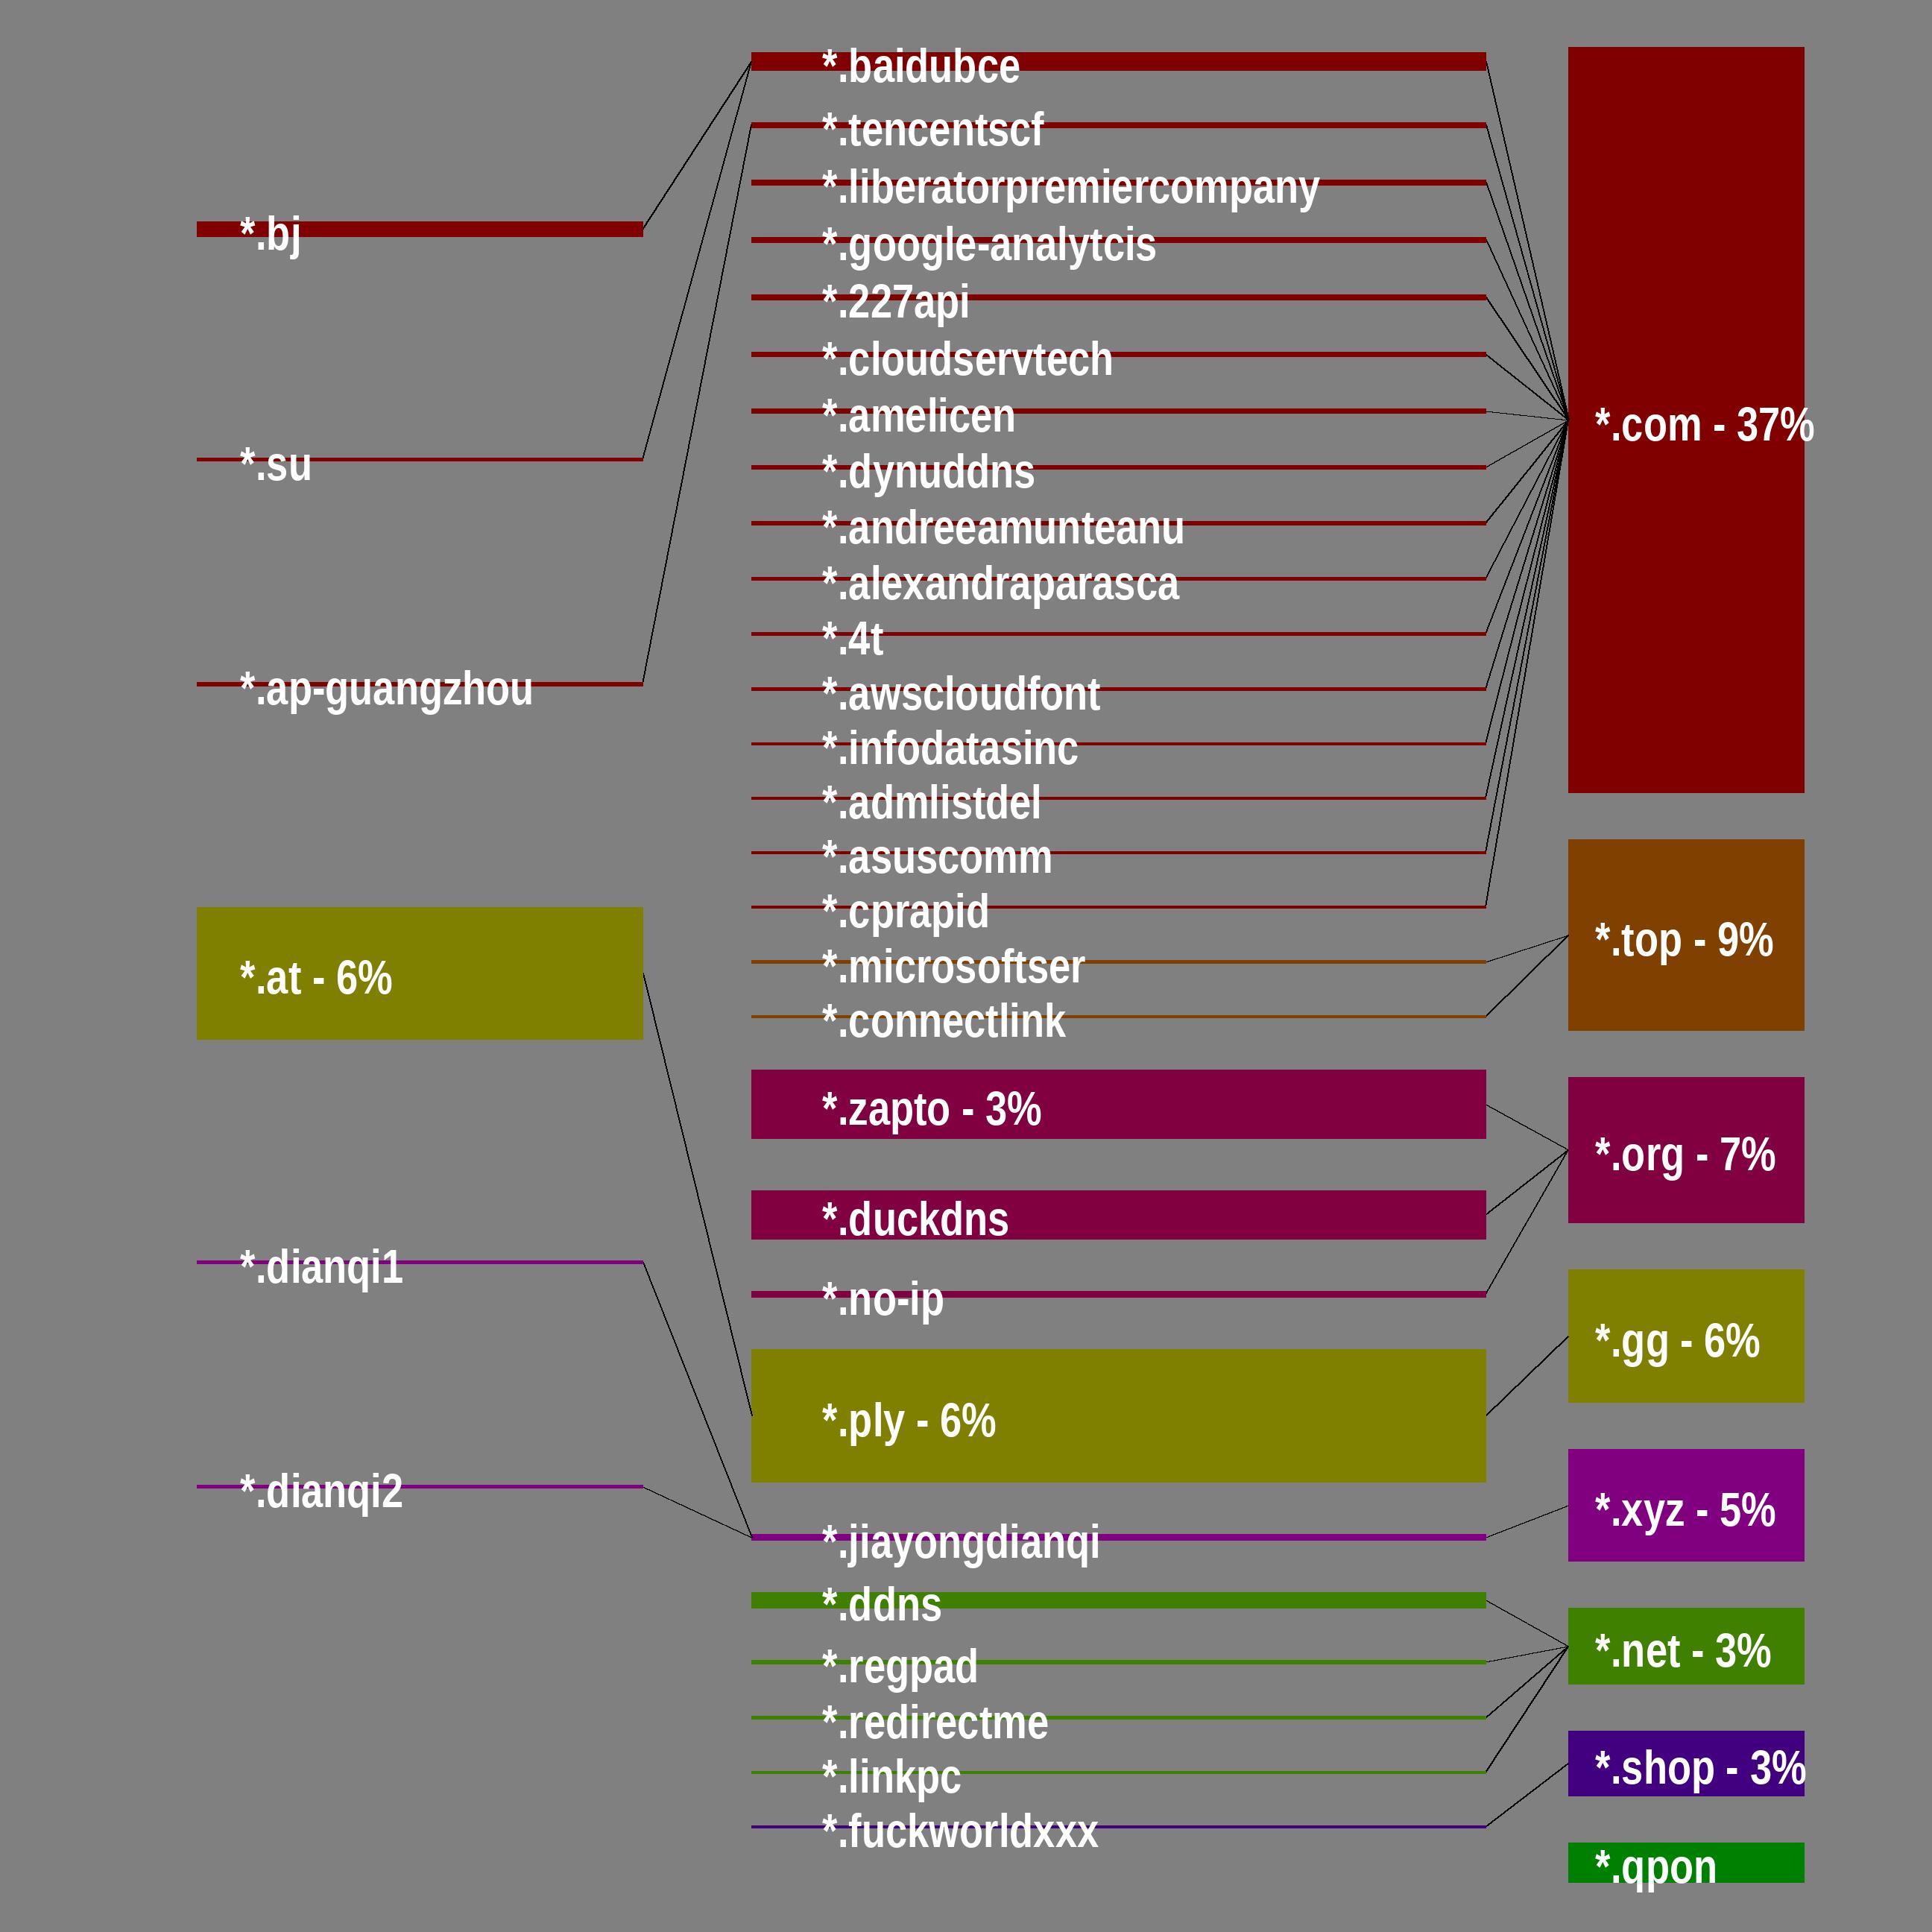 *.bj
*.su
*.ap-guangzhou
*.at - 6%
*.dianqi1
*.dianqi2
*.baidubce
*.tencentscf
*.liberatorpremiercompany
*.google-analytcis
*.227api
*.cloudservtech
*.amelicen
*.dynuddns
*.andreeamunteanu
*.alexandraparasca
*.4t
*.awscloudfont
*.infodatasinc
*.admlistdel
*.asuscomm
*.cprapid
*.microsoftser
*.connectlink
*.zapto - 3%
*.duckdns
*.no-ip
*.ply - 6%
*.jiayongdianqi
*.ddns
*.regpad
*.redirectme
*.linkpc
*.fuckworldxxx
*.com - 37%
*.top - 9%
*.org - 7%
*.gg - 6%
*.xyz - 5%
*.net - 3%
*.shop - 3%
*.qpon